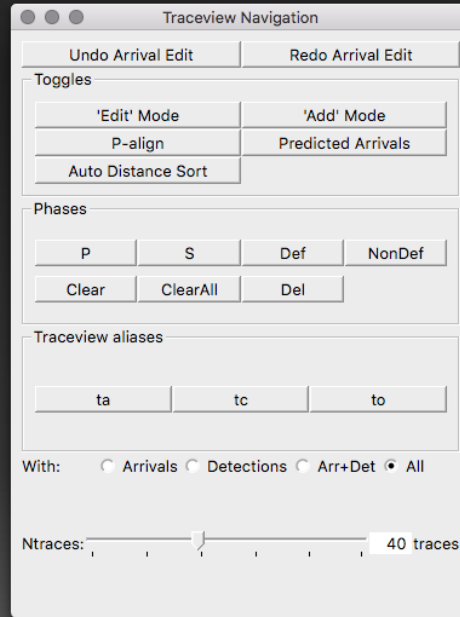 Traceview Navigation
Undo Arrival Edit Redo Arrival Edit
Toggles
'Edit' Mode 'Add' Mode
P-align Predicted Arrivals
Auto Distance Sort
Phases
P S Def NonDef
Clear ClearAll Del
Traceview aliases
ta tc to
With: Arrivals Detections Arr+Det All
Ntraces: 40 traces